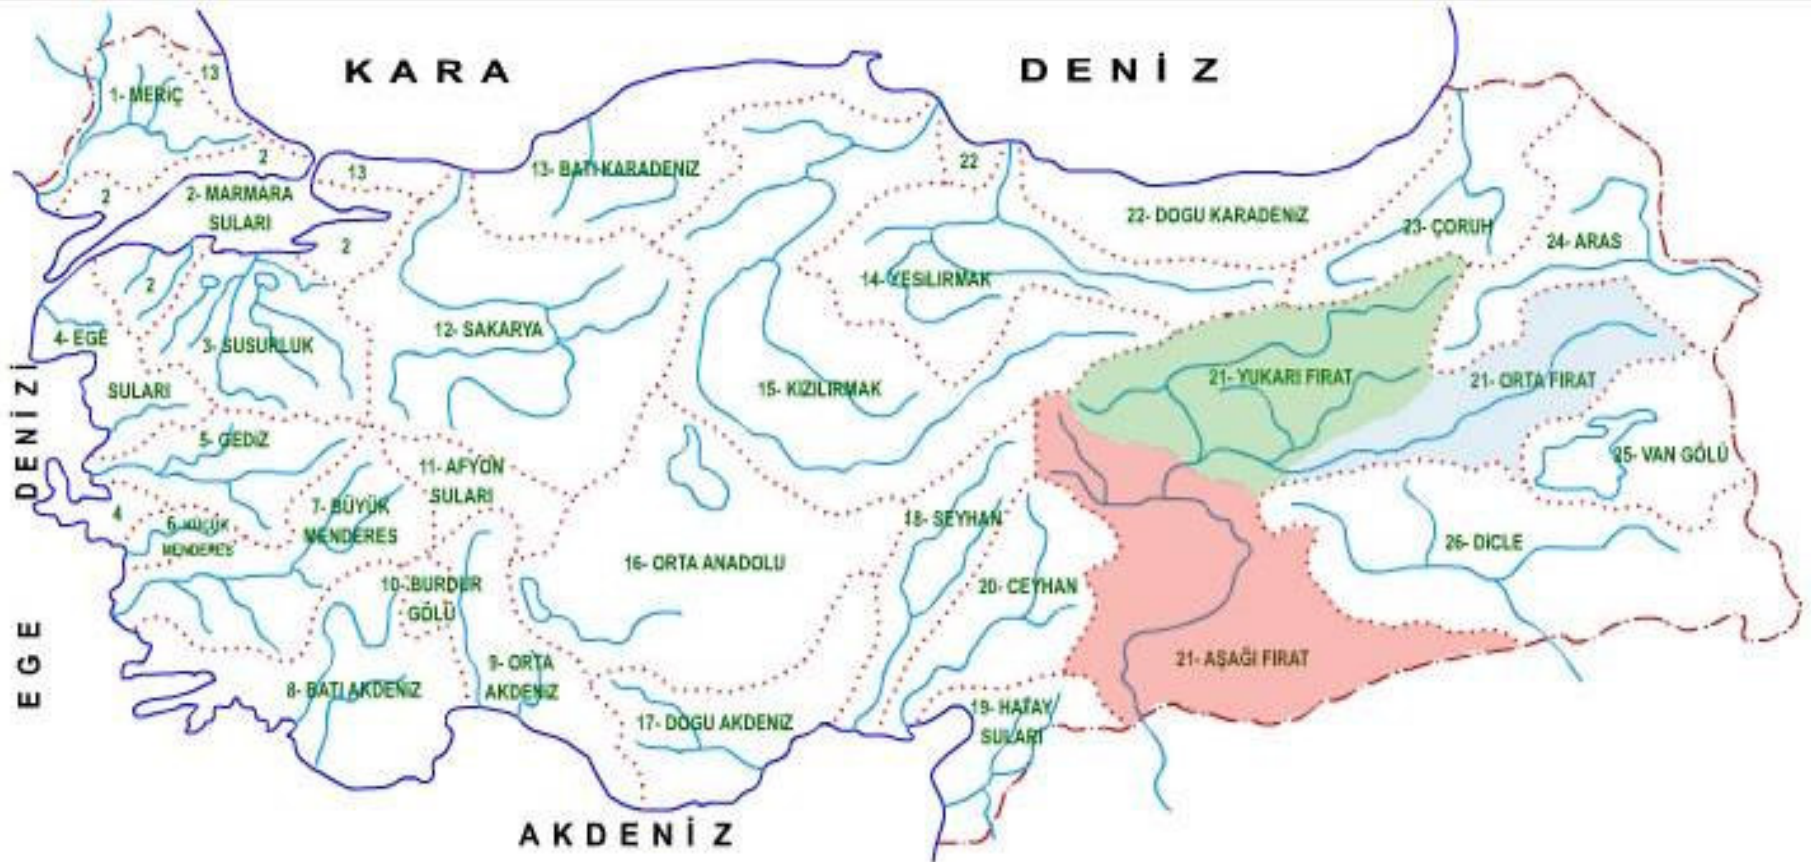 KARA DENİZ
13
1- MERİÇ
2
13
13- BATI KARADENİZ
22
2
2- MARMARA
SULARI
22- DOGU KARADENİZ
2
23- ÇORUH
24- ARAS
2
14- YESILIRMAK
4- EGE
SULARI
3- SUSURLUK
12- SAKARYA
15- KIZILIRMAK
21- YUKARI FIRAT
21- ORTA FIRAT
5- GEDİZ
11- AFYON
SULARI
25- VAN GÖLÜ
4
6- KÜÇÜK
MENDERES
7- BÜYÜK
MENDERES
18- SEYHAN
26- DİCLE
16- ORTA ANADOLU
10- BURDUR
GÖLÜ
20- CEYHAN
9- ORTA
AKDENİZ
21- AŞAĞI FIRAT
8- BATI AKDENİZ
17- DOGU AKDENİZ
19- HATAY
SULARI
EGE DENİZİ
AKDENİZ